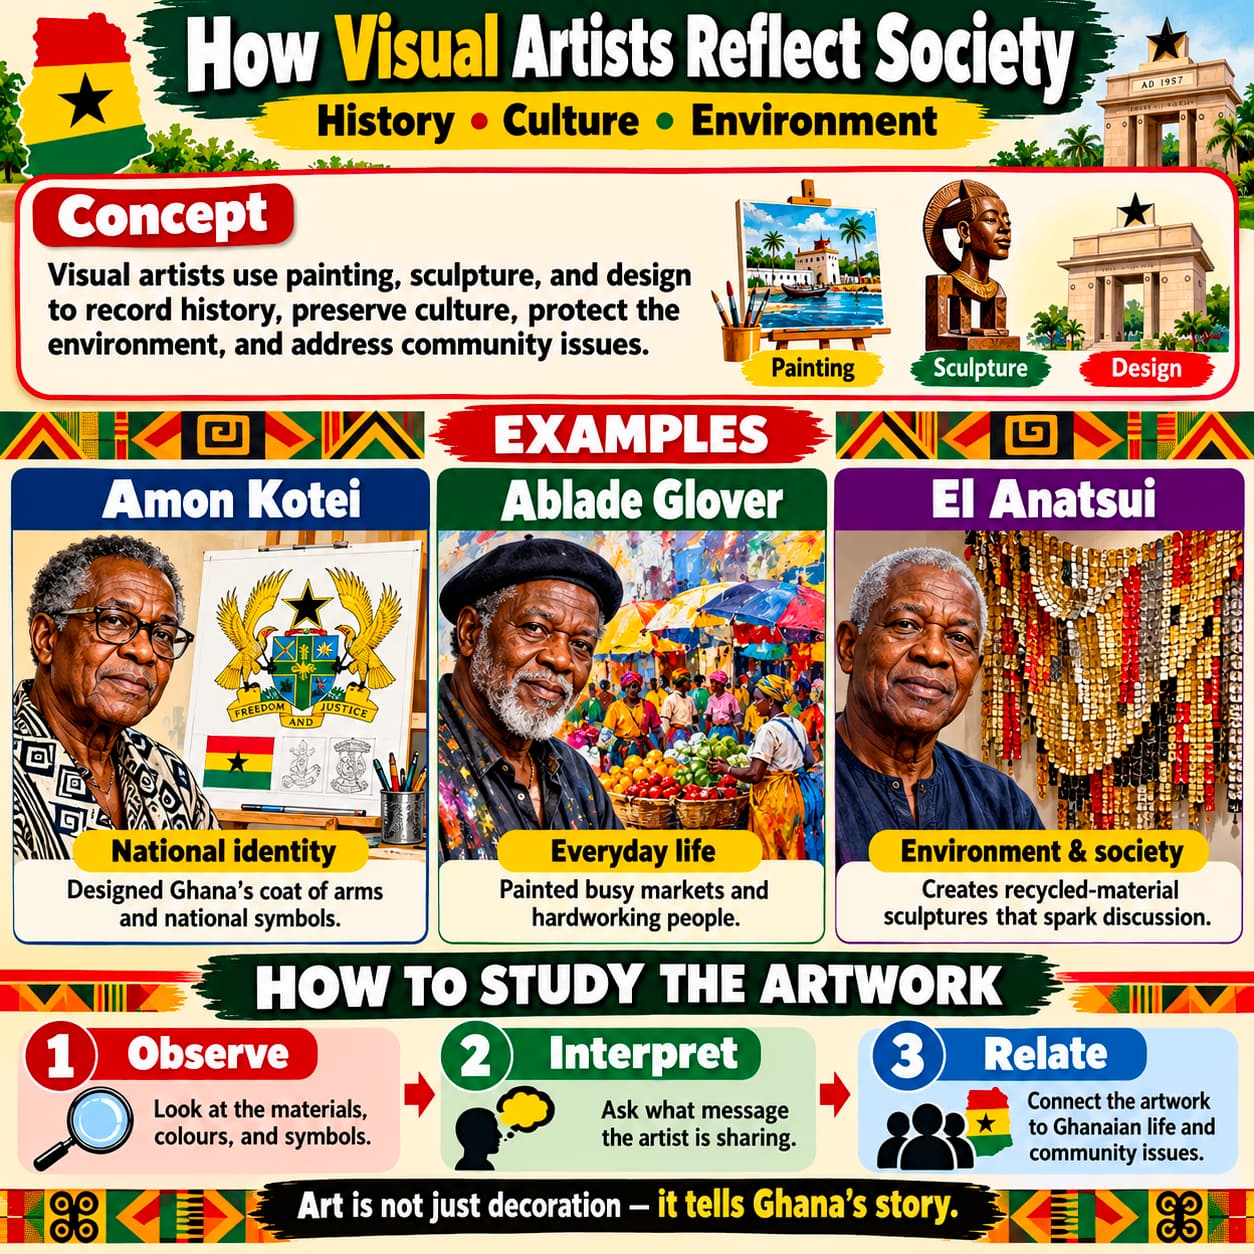 How Visual Artists Reflect Society
History • Culture • Environment
AD 1957
Concept
Visual artists use painting, sculpture, and design
to record history, preserve culture, protect the
environment, and address community issues.
Painting
Sculpture
Design
EXAMPLES
Amon Kotei
FREEDOM AND JUSTICE
National identity
Designed Ghana's coat of arms
and national symbols.
Ablade Glover
Everyday life
Painted busy markets and
hardworking people.
El Anatsui
Environment & society
Creates recycled-material
sculptures that spark discussion.
HOW TO STUDY THE ARTWORK
1 Observe
Look at the materials,
colours, and symbols.
2 Interpret
Ask what message
the artist is sharing.
3 Relate
Connect the artwork
to Ghanaian life and
community issues.
Art is not just decoration – it tells Ghana's story.